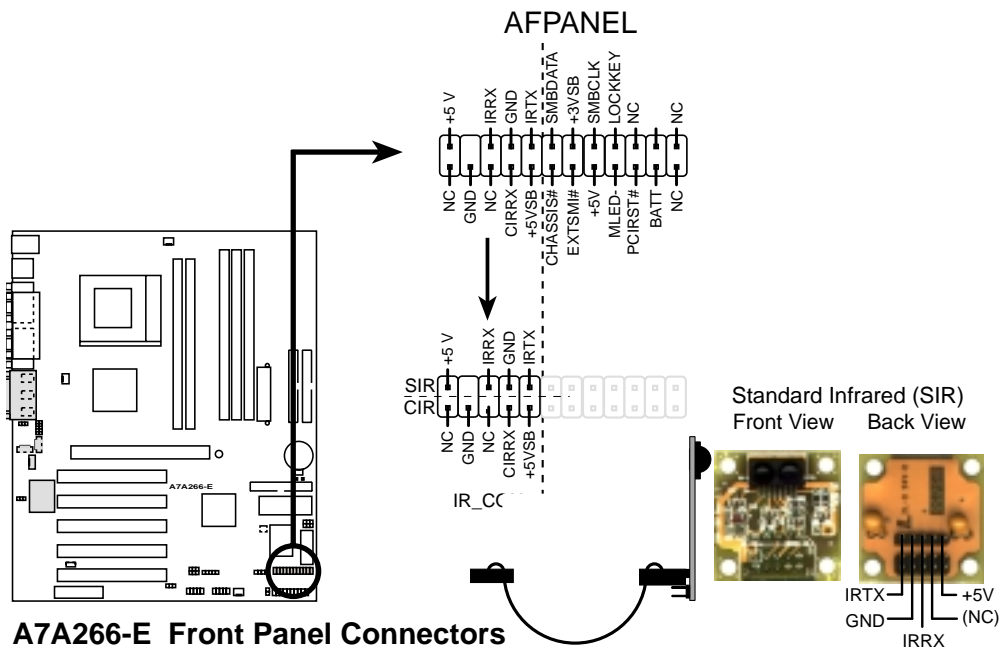 AFPANEL
+5 V
IRRX
GND
IRTX
SMBDATA
+3VSB
SMBCLK
LOCKKEY
NC
NC
NC
GND
NC
CIRRX
+5VSB
CHASSIS#
EXTSMI#
+5V
MLED-
PCIRST#
BATT
NC
+5 V
IRRX
GND
IRTX
SIR
CIR
NC
GND
NC
CIRRX
+5VSB
Standard Infrared (SIR)
Front View Back View
A7A266-E
IRTX +5V
GND (NC)
IRRX
A7A266-E Front Panel Connectors